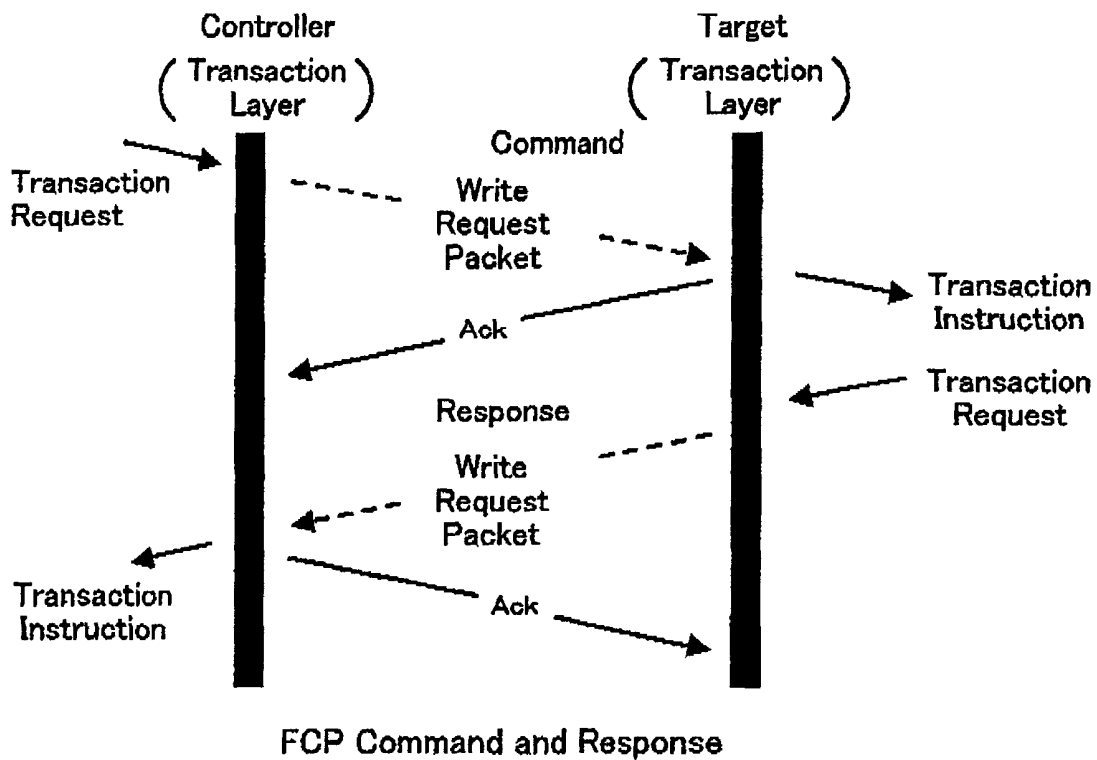 Controller
(Transaction
Layer)
Target
(Transaction
Layer)
Command
Transaction
Request
Write
Request
Packet
Transaction
Instruction
Ack
Transaction
Request
Response
Write
Request
Packet
Transaction
Instruction
Ack
FCP Command and Response